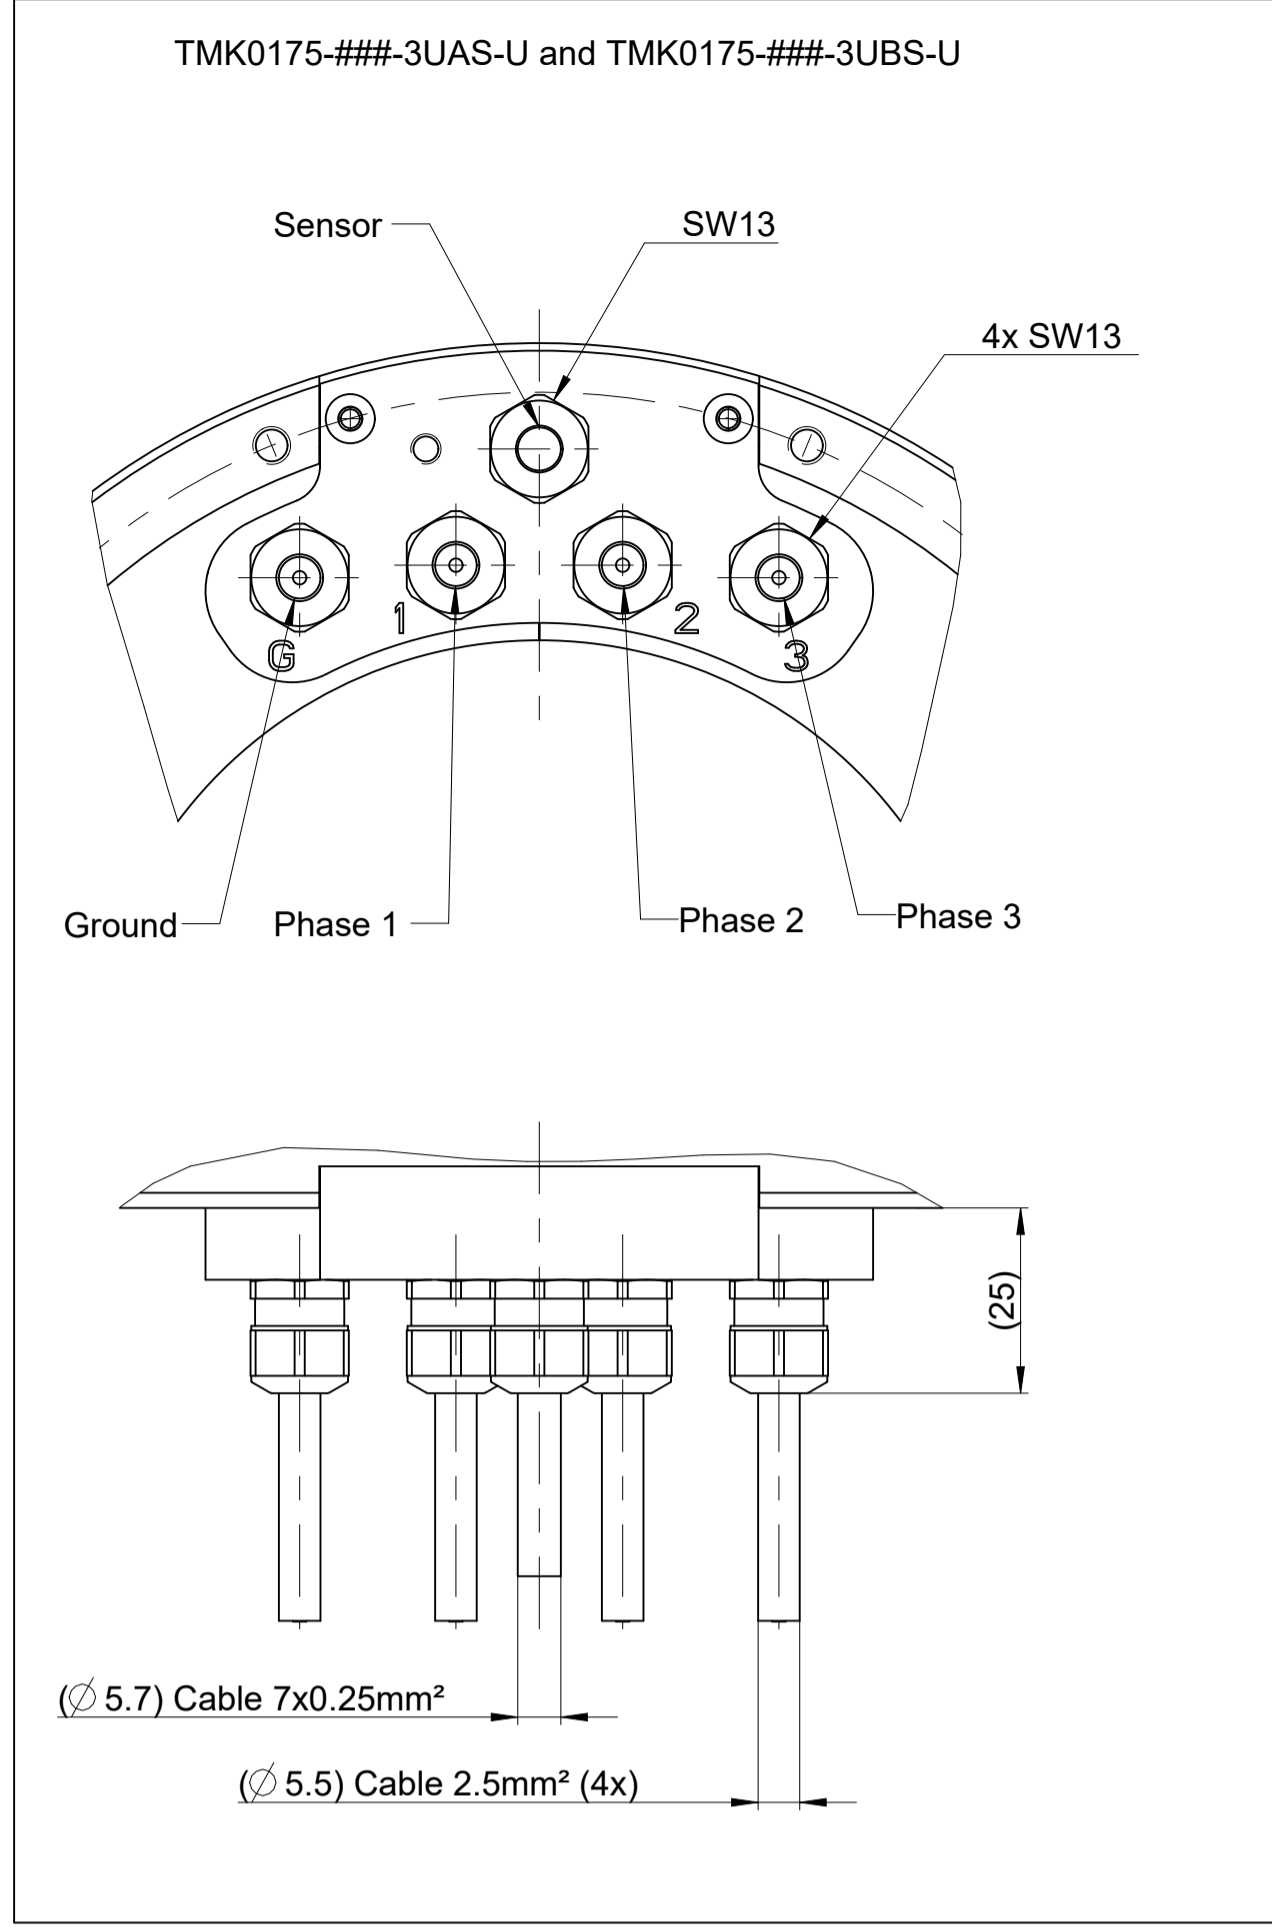 TMK0175-###-3UAS-U and TMK0175-###-3UBS-U
Sensor
SW13
4x SW13
1
2
G
3
Ground
Phase 1
Phase 2
Phase 3
(25)
(∅ 5.7) Cable 7x0.25mm²
(∅ 5.5) Cable 2.5mm² (4x)